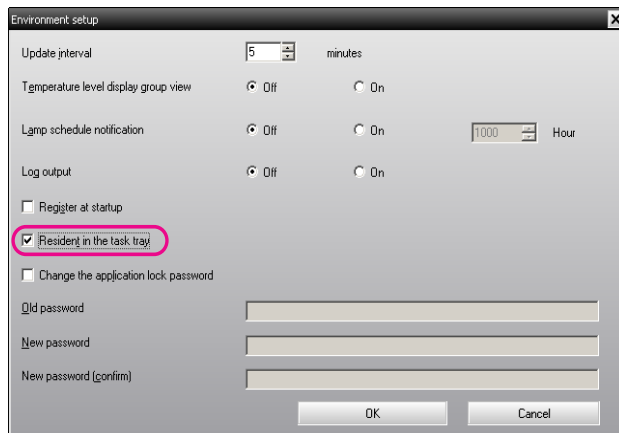 Environment setup
Update interval 5 minutes
Temperature level display group view Off On
Lamp schedule notification Off On 1000 Hour
Log output Off On
Register at startup
Resident in the task tray
Change the application lock password
Old password
New password
New password (confirm)
OK Cancel